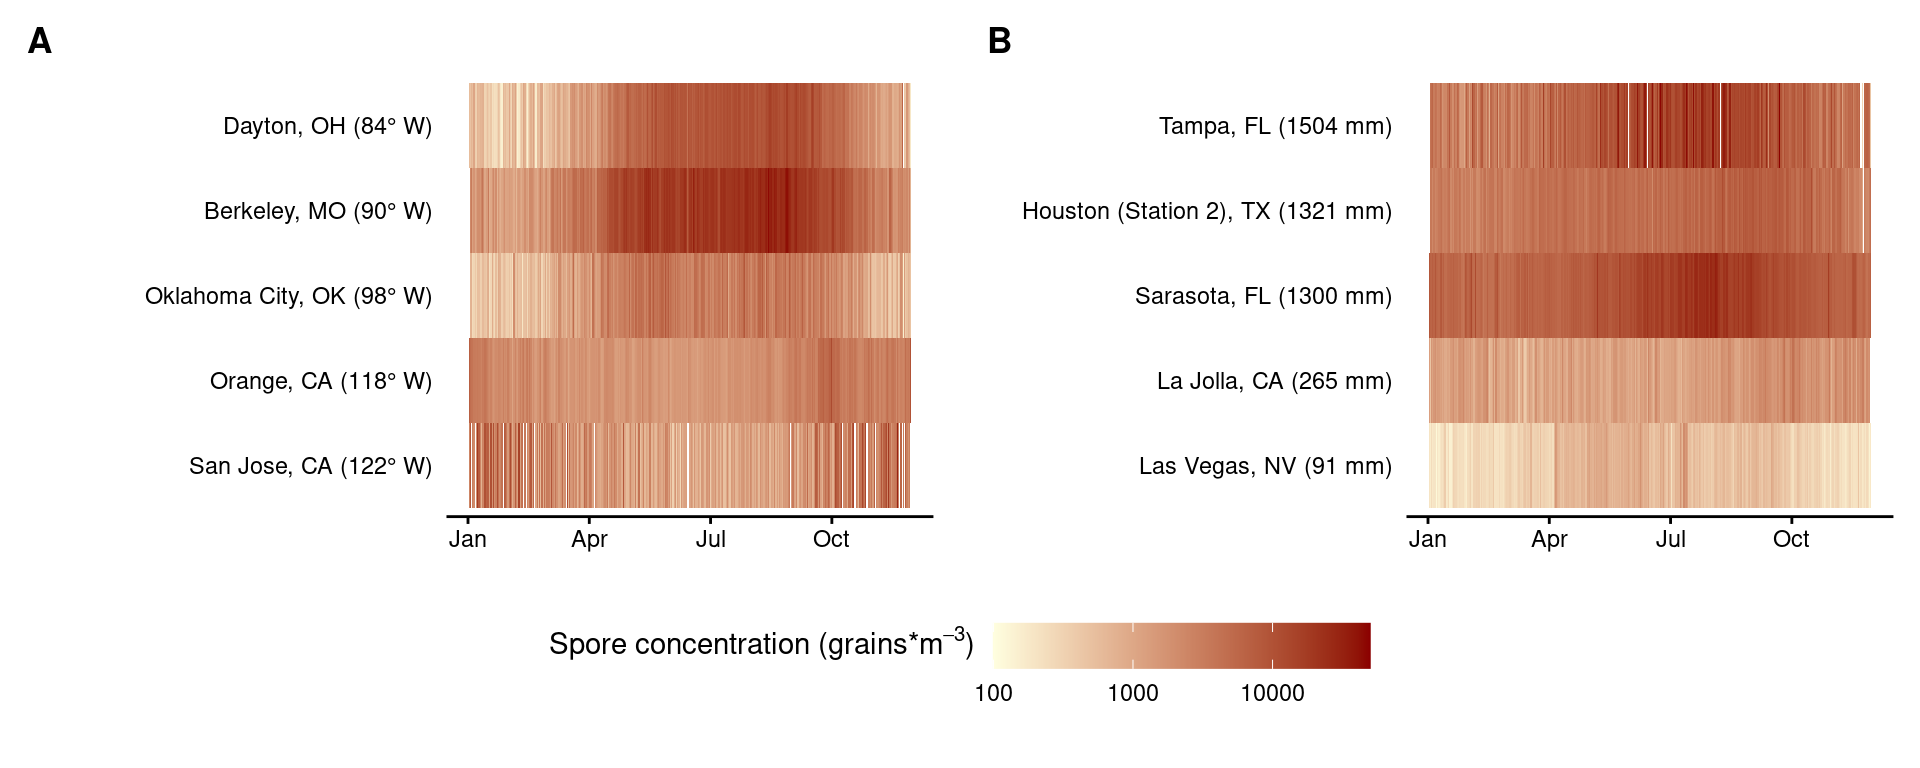 A
Dayton, OH (84° W)
Berkeley, MO (90° W)
Oklahoma City, OK (98° W)
Orange, CA (118° W)
San Jose, CA (122° W)
Jan Apr Jul Oct
B
Tampa, FL (1504 mm)
Houston (Station 2), TX (1321 mm)
Sarasota, FL (1300 mm)
La Jolla, CA (265 mm)
Las Vegas, NV (91 mm)
Jan Apr Jul Oct
Spore concentration (grains*m⁻³)
100 1000 10000